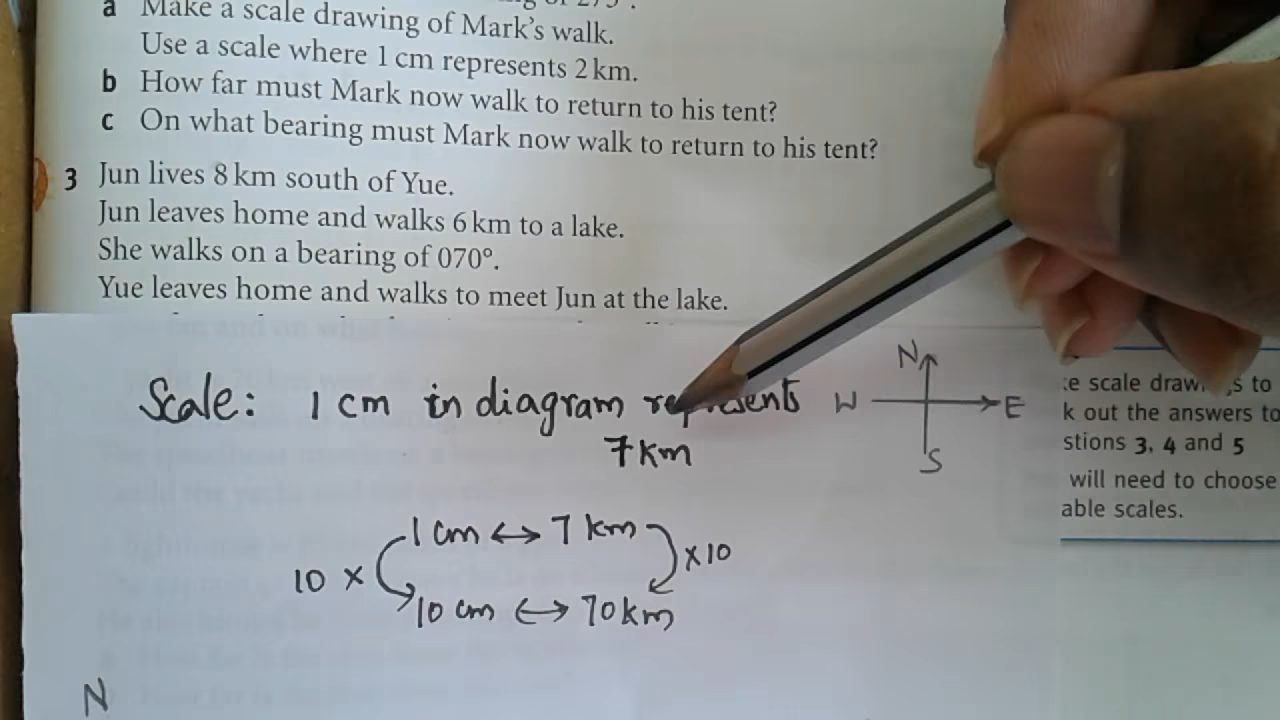 a Make a scale drawing of Mark's walk.
Use a scale where 1 cm represents 2 km.
b How far must Mark now walk to return to his tent?
c On what bearing must Mark now walk to return to his tent?
3 Jun lives 8 km south of Yue.
Jun leaves home and walks 6 km to a lake.
She walks on a bearing of 070°.
Yue leaves home and walks to meet Jun at the lake.
Scale: 1 cm in diagram represents
7 km
N
W E
S
scale
k out the answers to
stions 3, 4 and 5
will need to choose
able scales.
1 cm ↔ 7 km
10 × ×10
10 cm ↔ 70 km
N